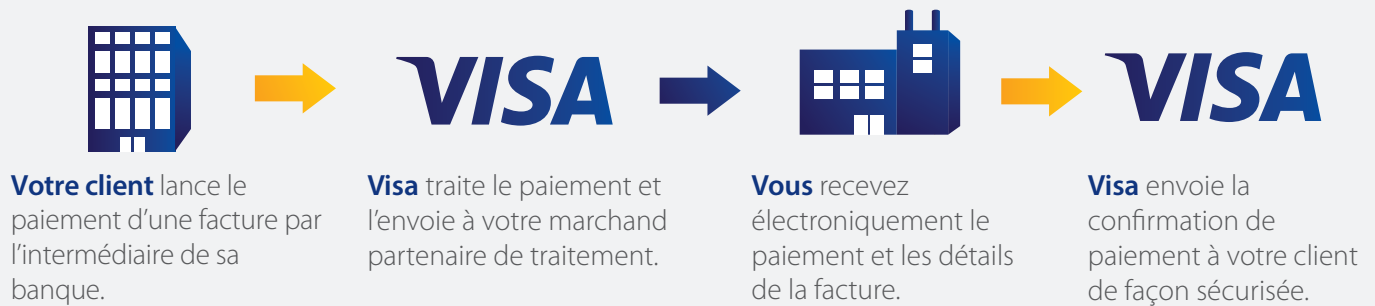 VISA
VISA
Votre client lance le
paiement d’une facture par
l’intermédiaire de sa
banque.
Visa traite le paiement et
l’envoie à votre marchand
partenaire de traitement.
Vous recevez
électroniquement le
paiement et les détails
de la facture.
Visa envoie la
confirmation de
paiement à votre client
de façon sécurisée.